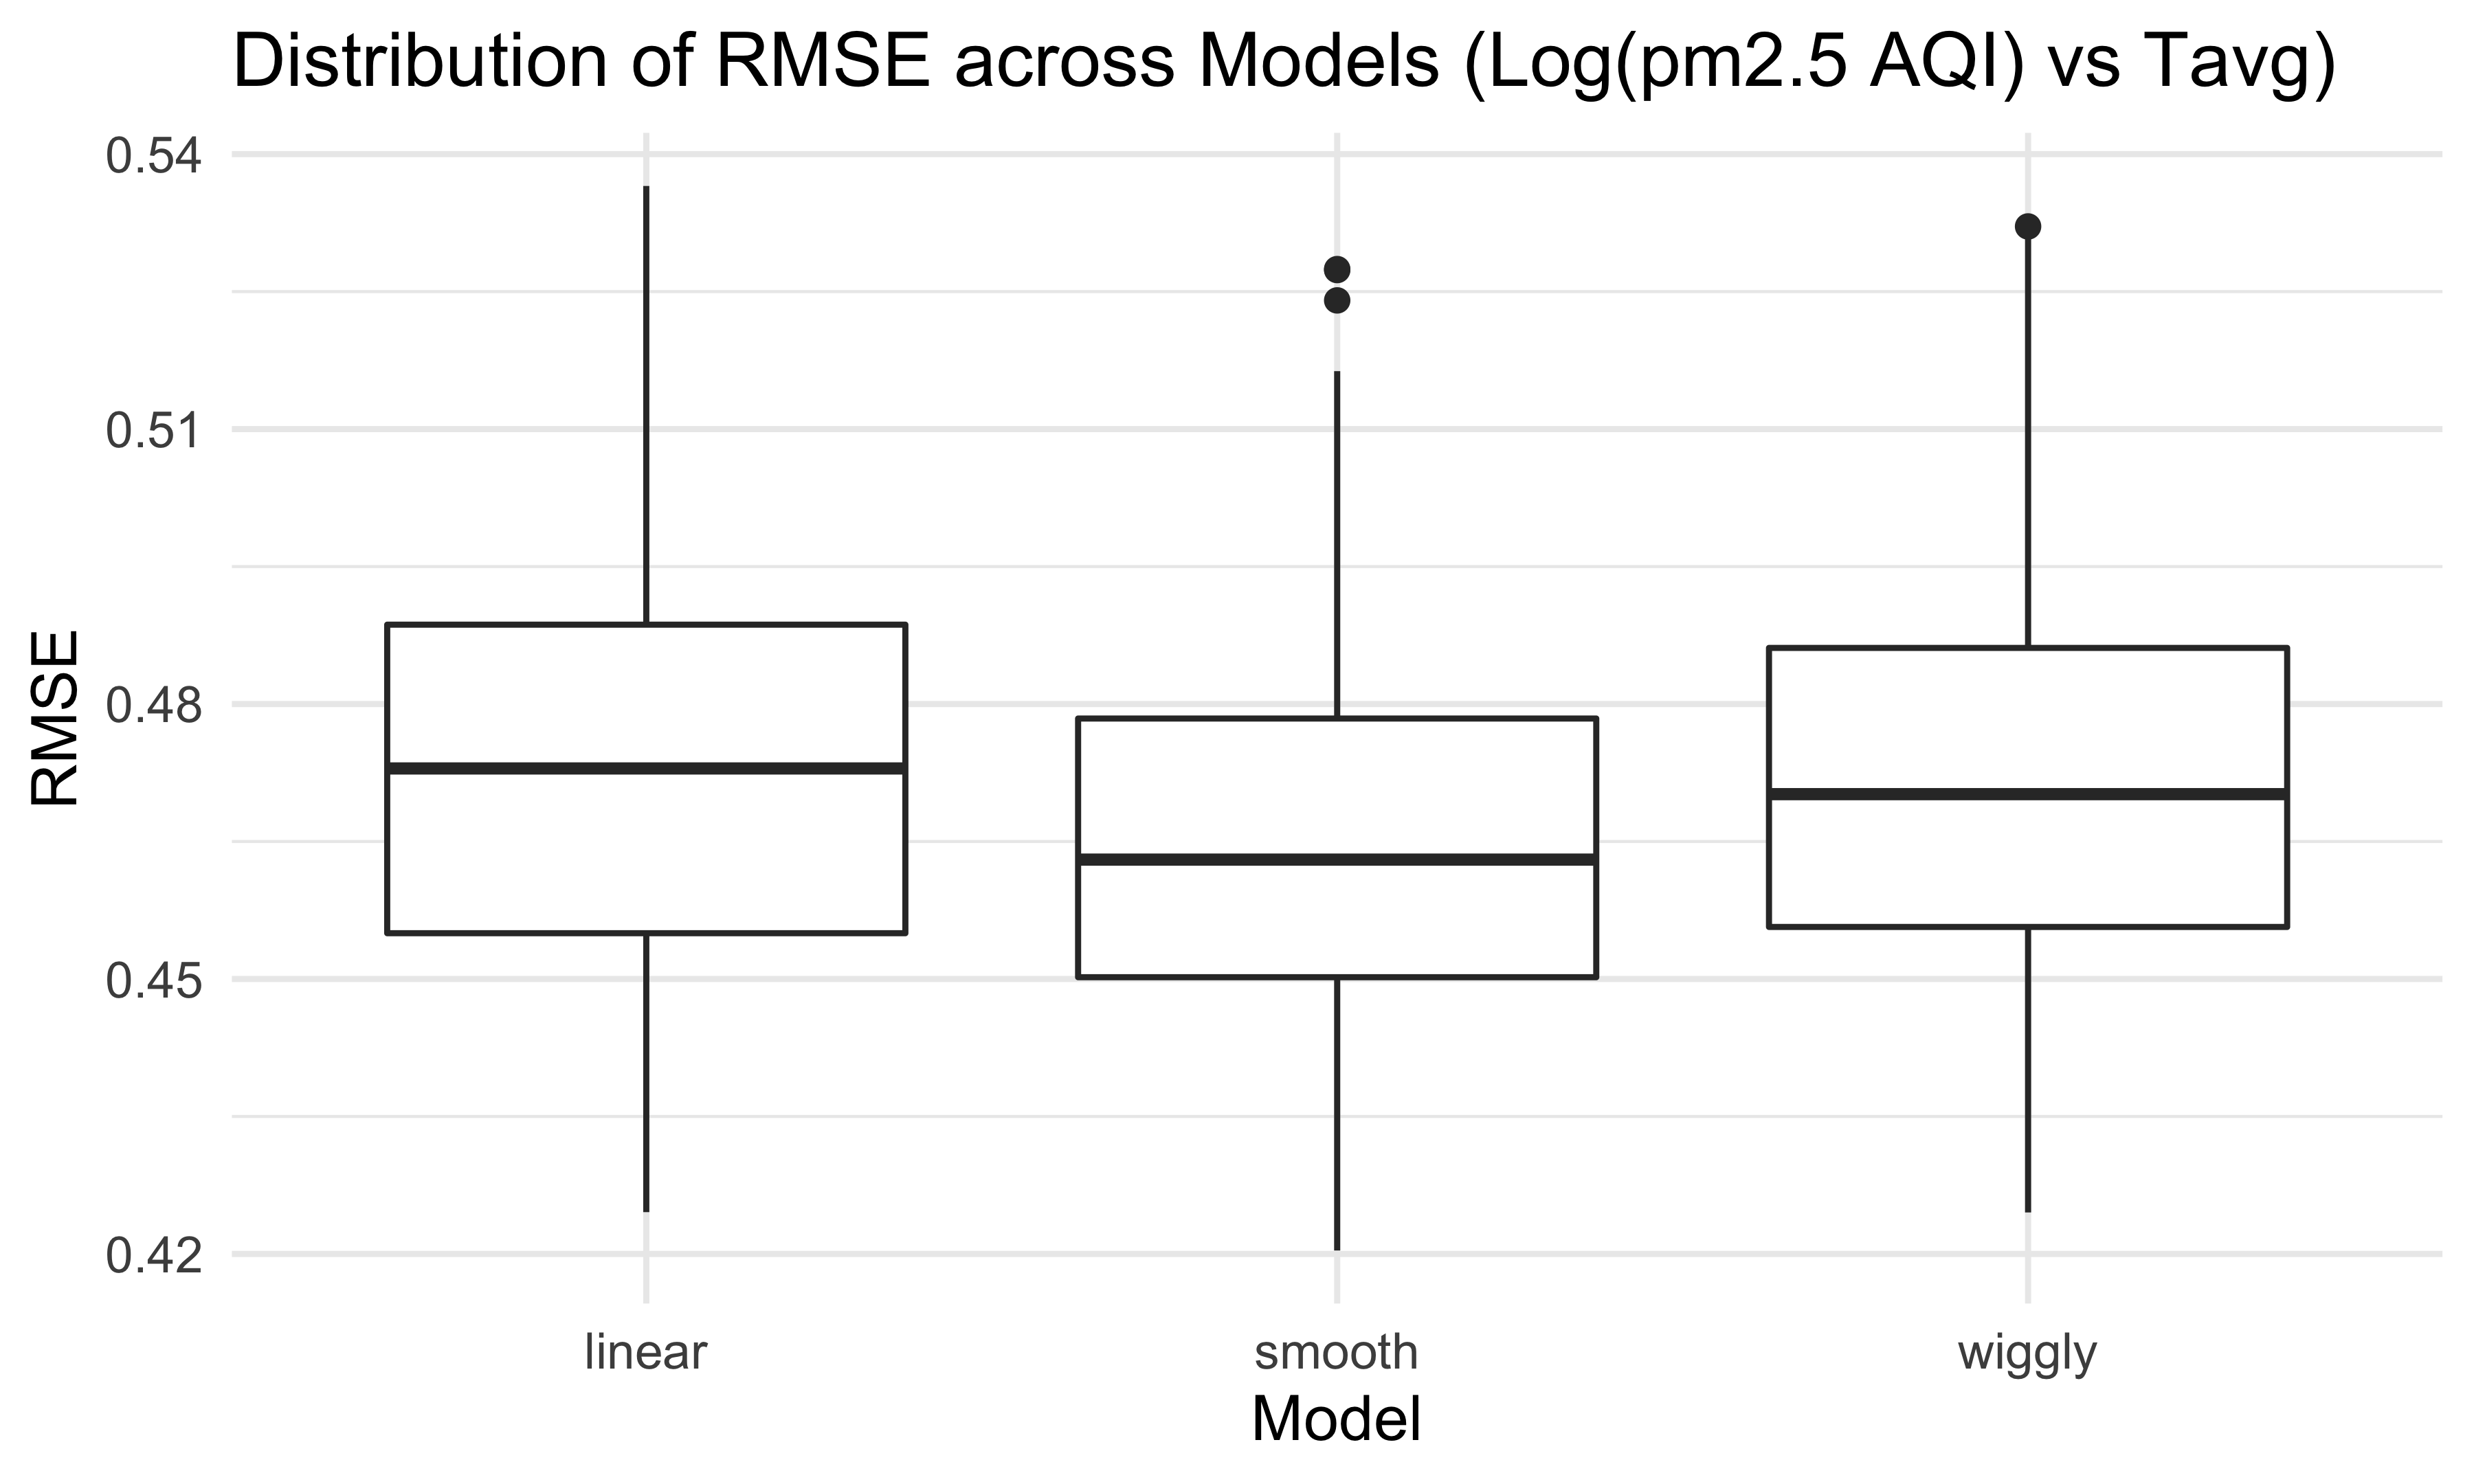 Distribution of RMSE across Models (Log(pm2.5 AQI) vs Tavg)
0.54
0.51
0.48
0.45
0.42
RMSE
linear
smooth
wiggly
Model